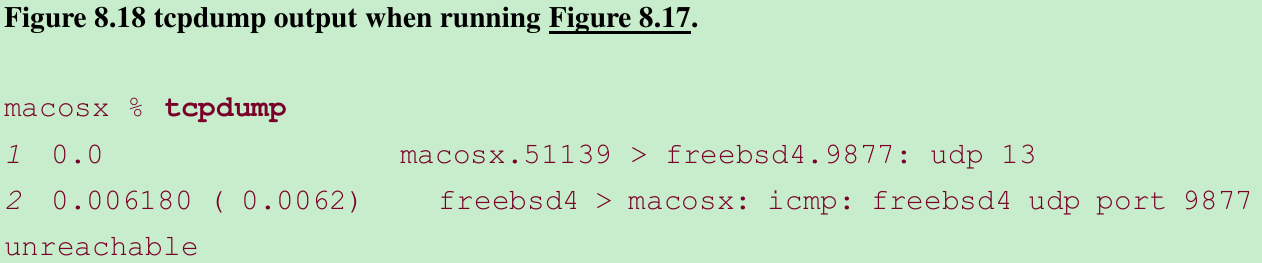 Figure 8.18 tcpdump output when running Figure 8.17.
macosx % tcpdump
1 0.0 macosx.51139 > freebsd4.9877: udp 13
2 0.006180 ( 0.0062) freebsd4 > macosx: icmp: freebsd4 udp port 9877
unreachable